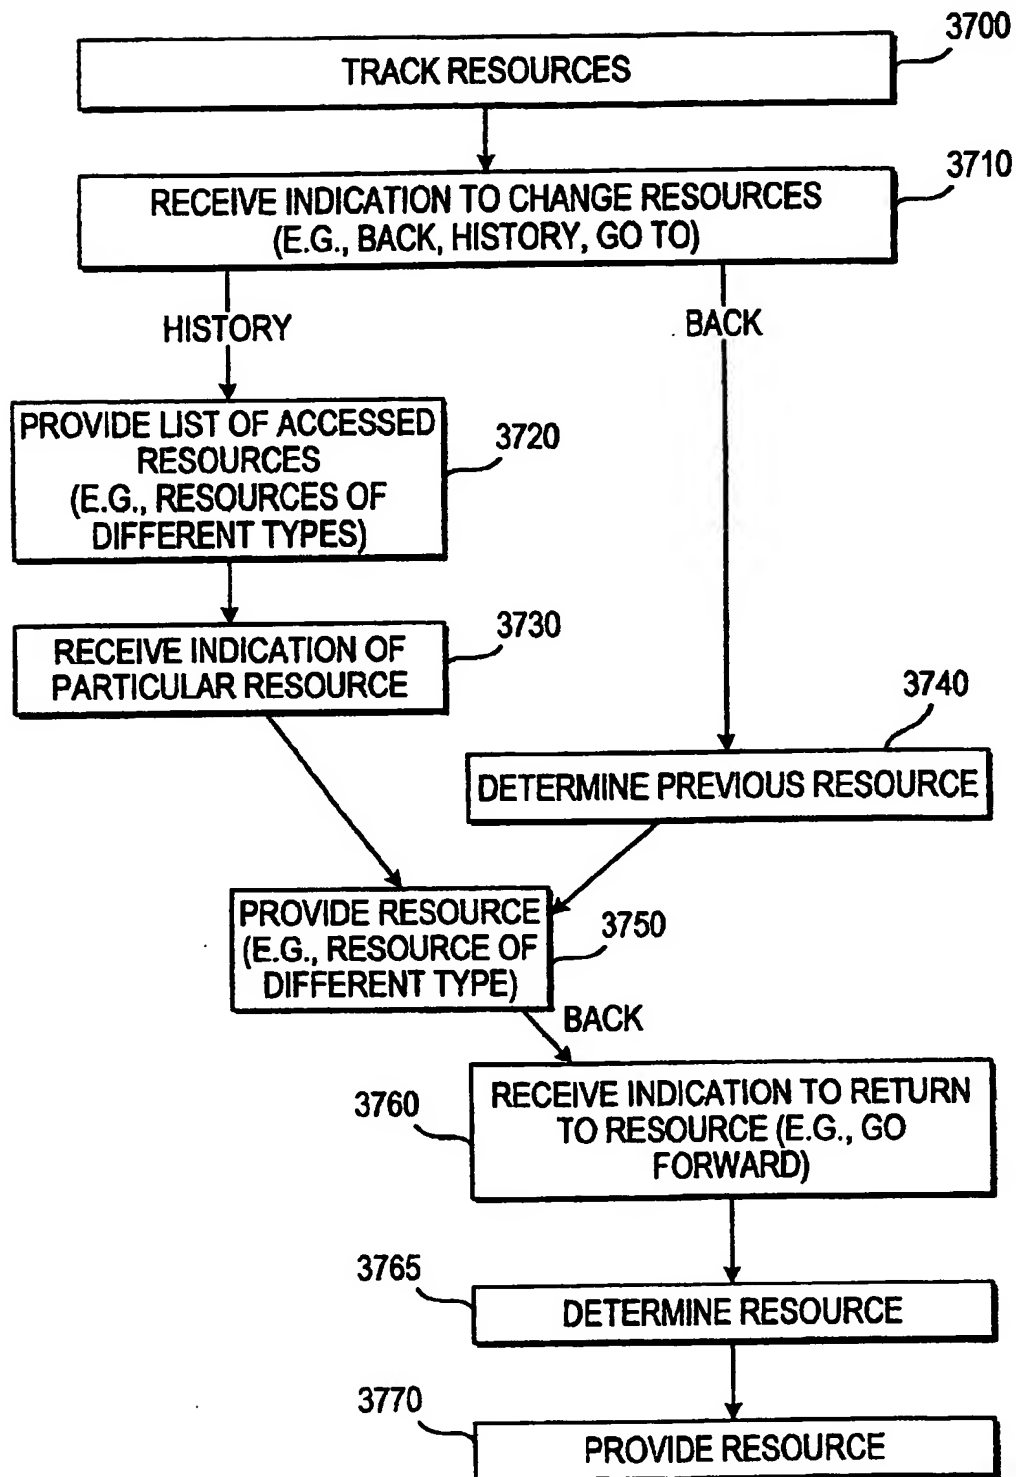 3700
TRACK RESOURCES
3710
RECEIVE INDICATION TO CHANGE RESOURCES
(E.G., BACK, HISTORY, GO TO)
HISTORY
BACK
PROVIDE LIST OF ACCESSED
RESOURCES
(E.G., RESOURCES OF
DIFFERENT TYPES)
3720
RECEIVE INDICATION OF
PARTICULAR RESOURCE
3730
3740
DETERMINE PREVIOUS RESOURCE
PROVIDE RESOURCE
(E.G., RESOURCE OF
DIFFERENT TYPE)
3750
BACK
3760
RECEIVE INDICATION TO RETURN
TO RESOURCE (E.G., GO
FORWARD)
3765
DETERMINE RESOURCE
3770
PROVIDE RESOURCE